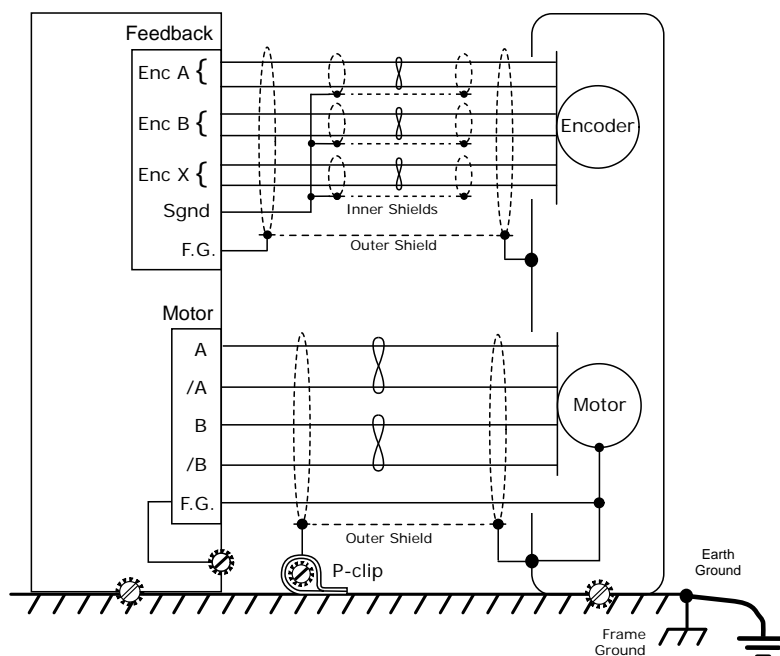 Feedback
Enc A {
Enc B {
Encoder
Enc X {
Sgnd
Inner Shields
F.G.
Outer Shield
Motor
A
/A
Motor
B
/B
F.G.
Outer Shield
P-clip
Earth
Ground
Frame
Ground